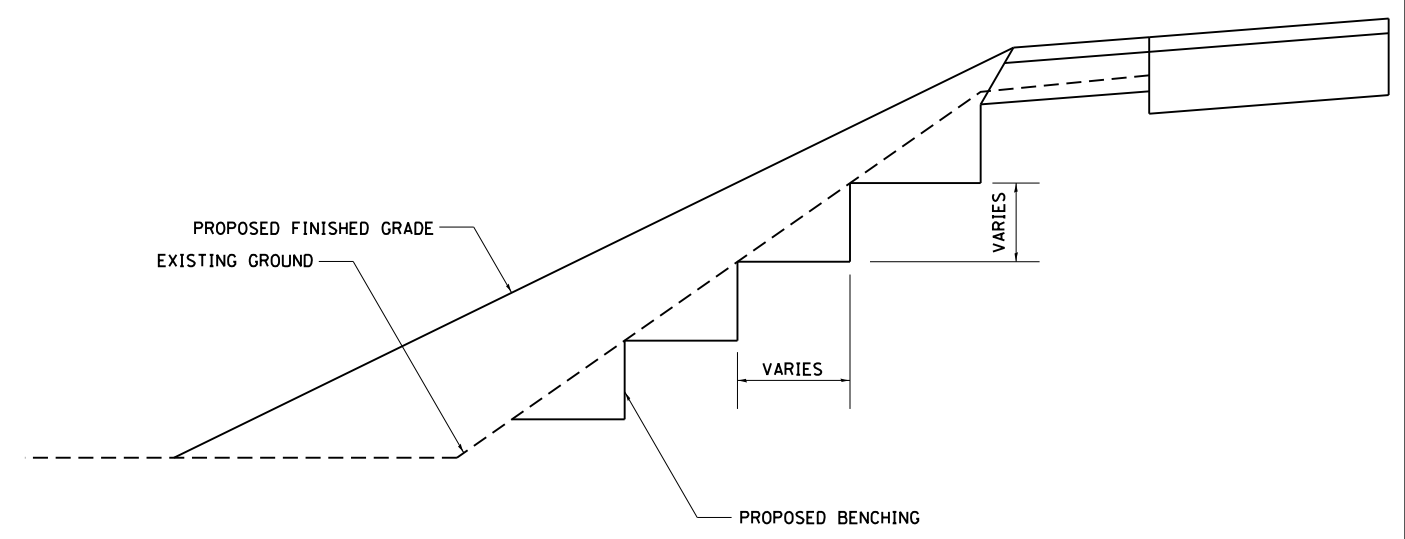 PROPOSED FINISHED GRADE
EXISTING GROUND
VARIES
VARIES
PROPOSED BENCHING